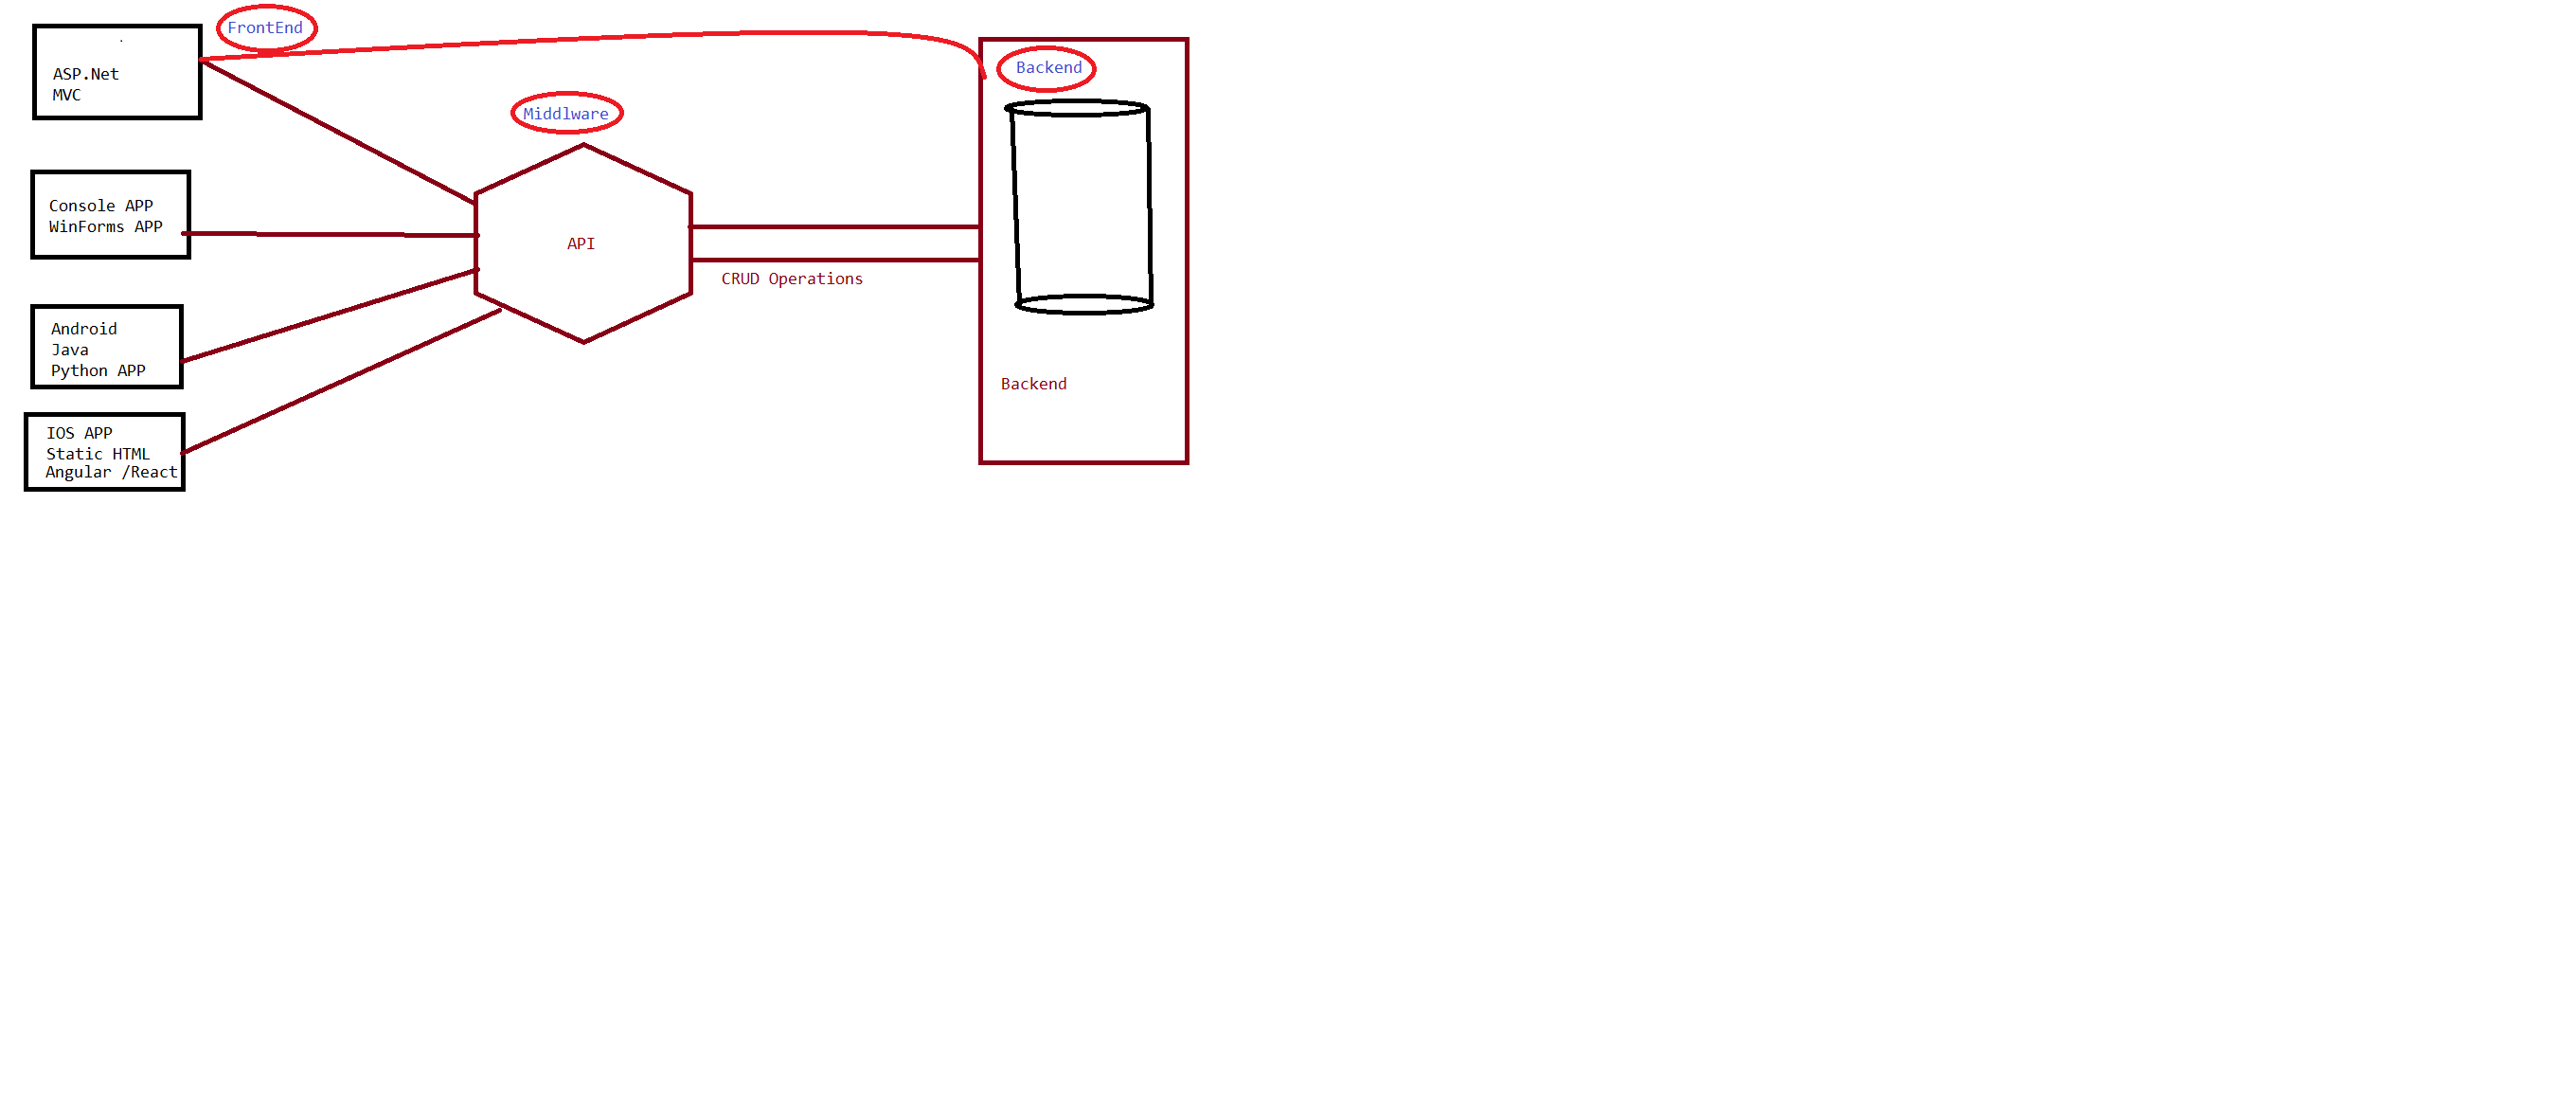 FrontEnd
Backend
ASP.Net
MVC
Middlware
Console APP
WinForms APP
API
CRUD Operations
Android
Java
Python APP
Backend
IOS APP
Static HTML
Angular /React